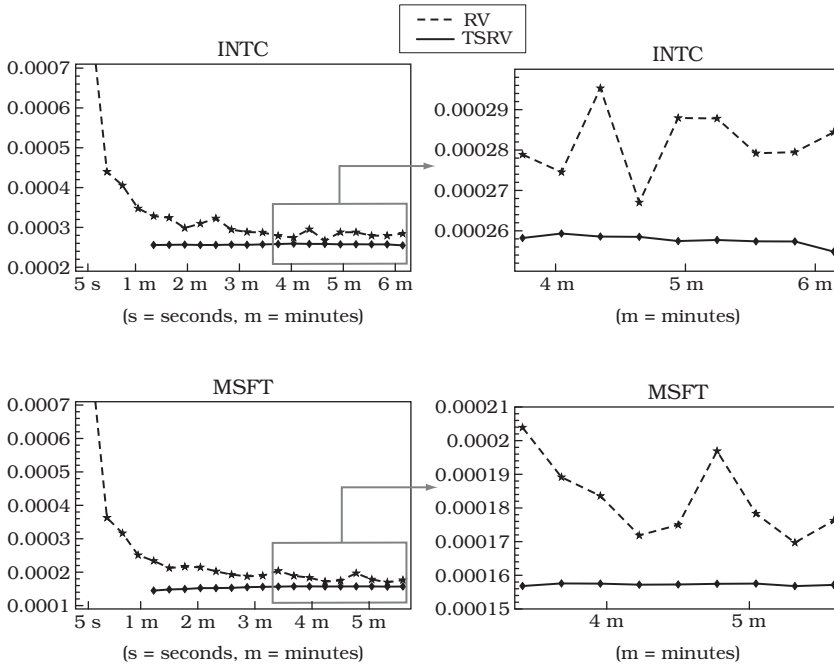 RV
TSRV
INTC
0.0007
0.0006
0.0005
0.0004
0.0003
0.0002
5 s 1 m 2 m 3 m 4 m 5 m 6 m
(s = seconds, m = minutes)
INTC
0.00029
0.00028
0.00027
0.00026
4 m 5 m 6 m
(m = minutes)
MSFT
0.0007
0.0006
0.0005
0.0004
0.0003
0.0002
0.0001
5 s 1 m 2 m 3 m 4 m 5 m
(s = seconds, m = minutes)
MSFT
0.00021
0.0002
0.00019
0.00018
0.00017
0.00016
0.00015
4 m 5 m
(m = minutes)